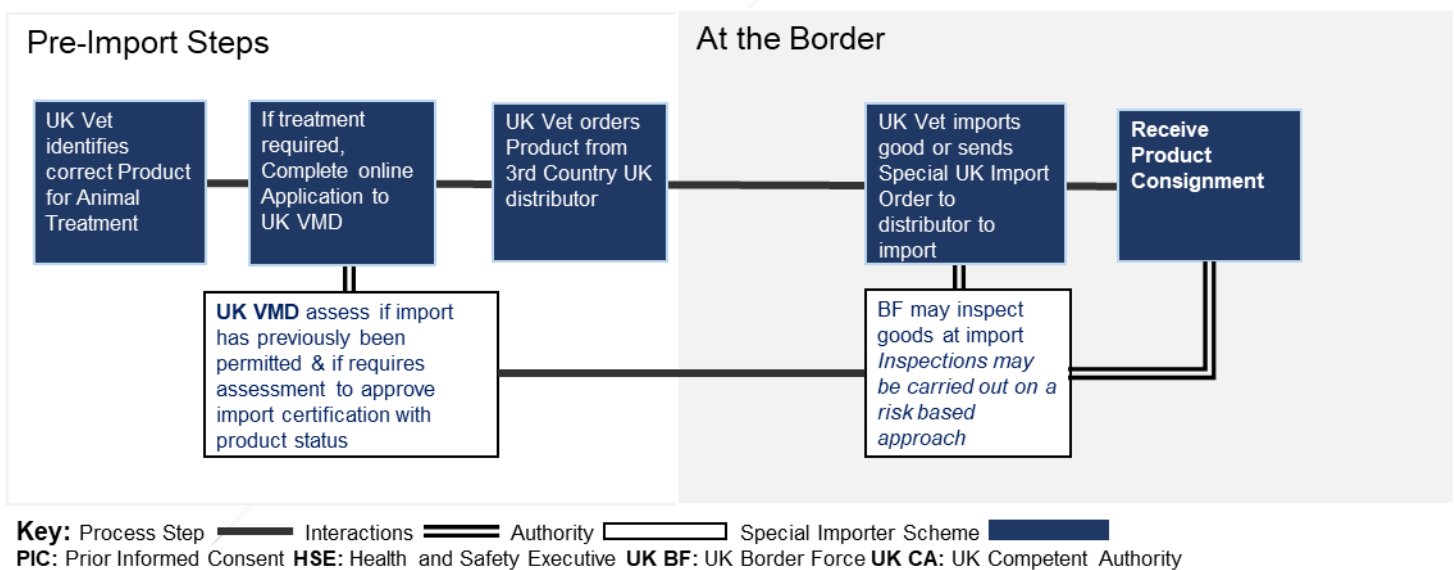 Pre-Import Steps
At the Border
UK Vet
identifies
correct Product
for Animal
Treatment
If treatment
required,
Complete online
Application to
UK VMD
UK Vet orders
Product from
3rd Country UK
distributor
UK Vet imports
good or sends
Special UK Import
Order to
distributor to
import
Receive
Product
Consignment
UK VMD assess if import
has previously been
permitted & if requires
assessment to approve
import certification with
product status
BF may inspect
goods at import
Inspections may
be carried out on a
risk based
approach
Key: Process Step Interactions Authority Special Importer Scheme
PIC: Prior Informed Consent HSE: Health and Safety Executive UK BF: UK Border Force UK CA: UK Competent Authority